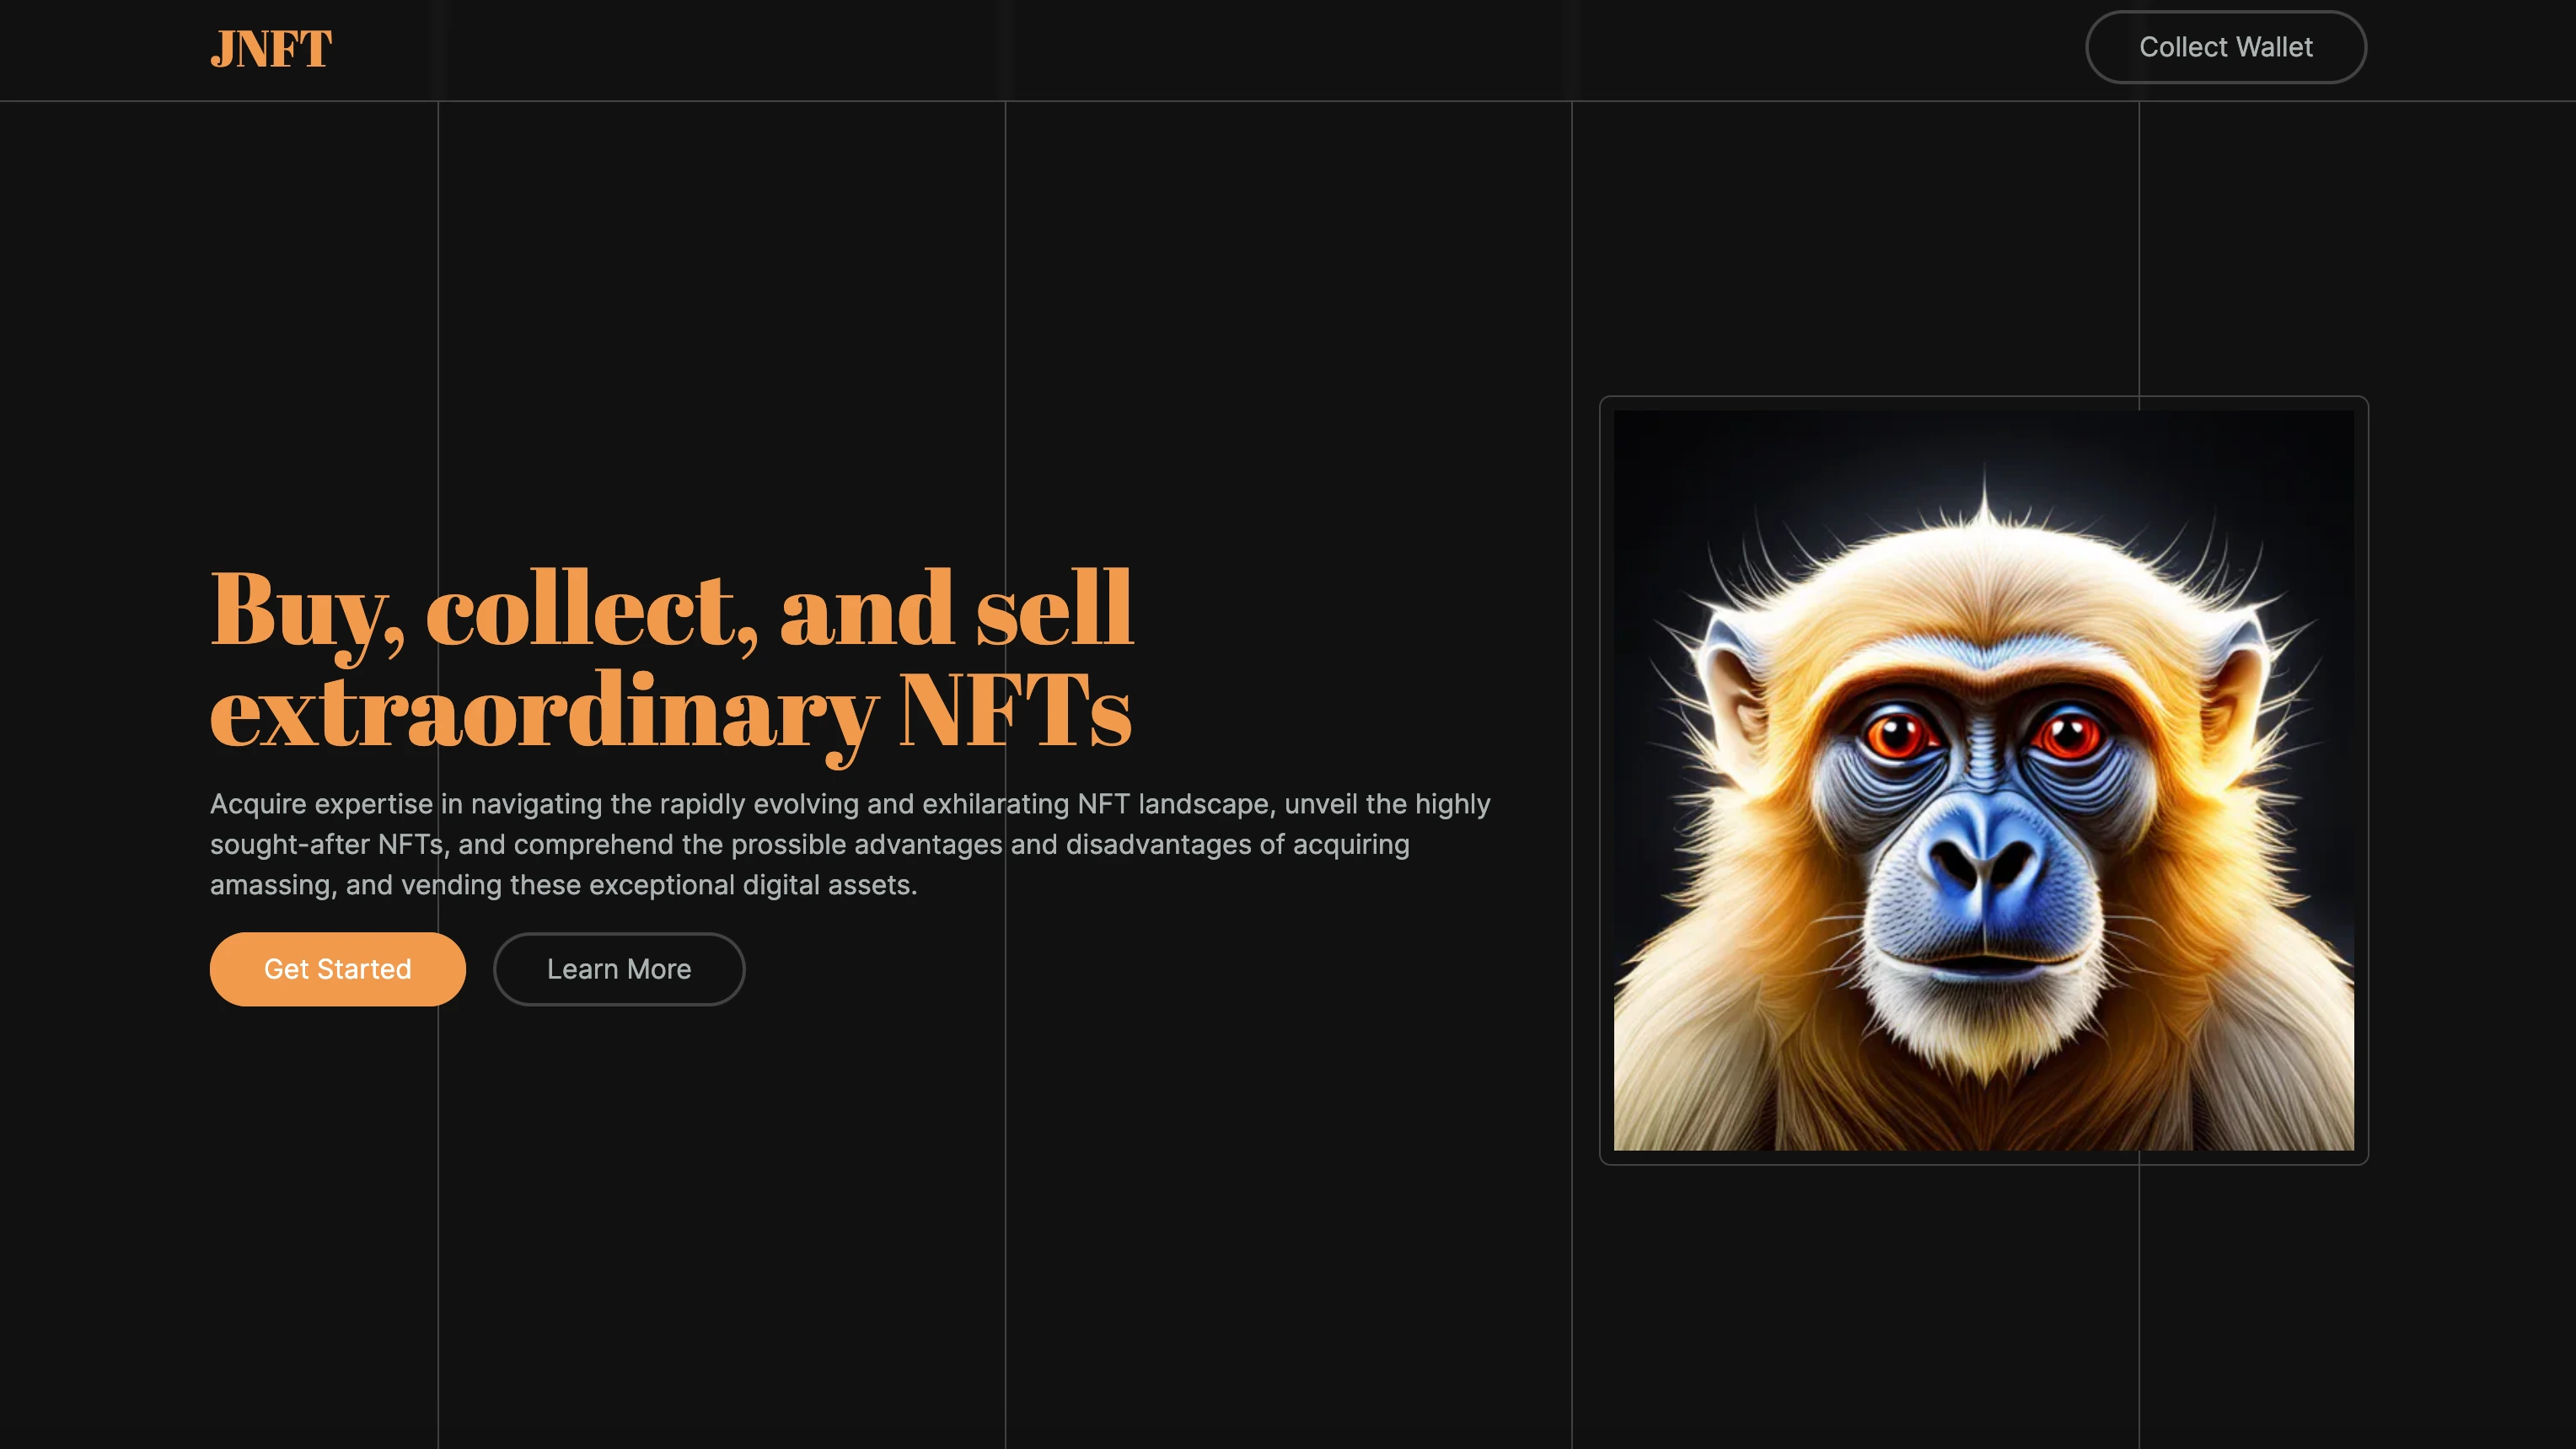 JNFT
Collect Wallet
Buy, collect, and sell
extraordinary NFTs
Acquire expertise in navigating the rapidly evolving and exhilarating NFT landscape, unveil the highly
sought-after NFTs, and comprehend the prossible advantages and disadvantages of acquiring
amassing, and vending these exceptional digital assets.
Get Started
Learn More